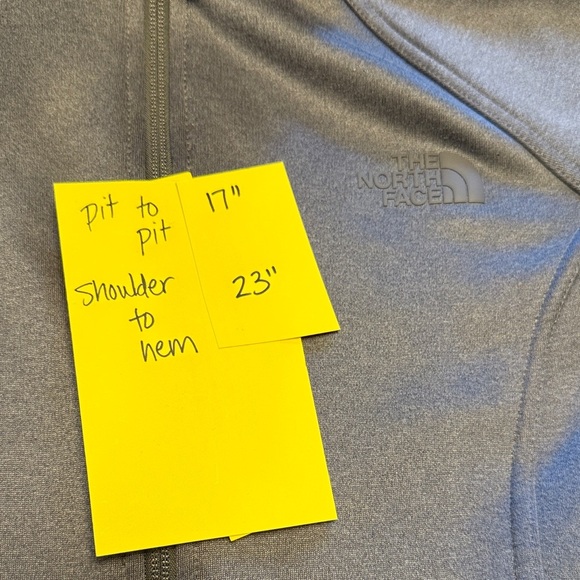 THE
NORTH
FACE
pit to 17"
pit
shoulder 23"
to
hem